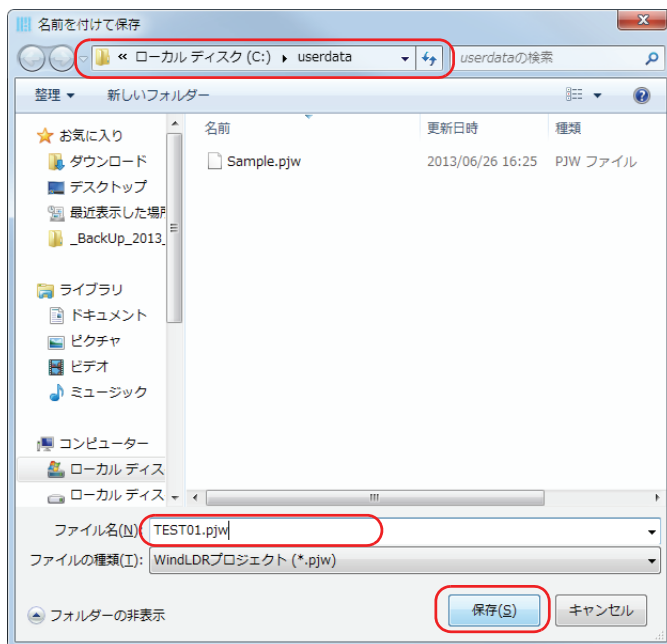 名前を付けて保存
« ローカル ディスク (C:) ▸ userdata
userdataの検索
整理 ▼ 新しいフォルダー
お気に入り
ダウンロード
デスクトップ
最近表示した場所
_BackUp_2013_
ライブラリ
ドキュメント
ピクチャ
ビデオ
ミュージック
コンピューター
ローカル ディス
ローカル ディス
名前 更新日時 種類
Sample.pjw 2013/06/26 16:25 PJW ファイル
ファイル名(N): TEST01.pjw
ファイルの種類(T): WindLDRプロジェクト (*.pjw)
フォルダーの非表示
保存(S) キャンセル